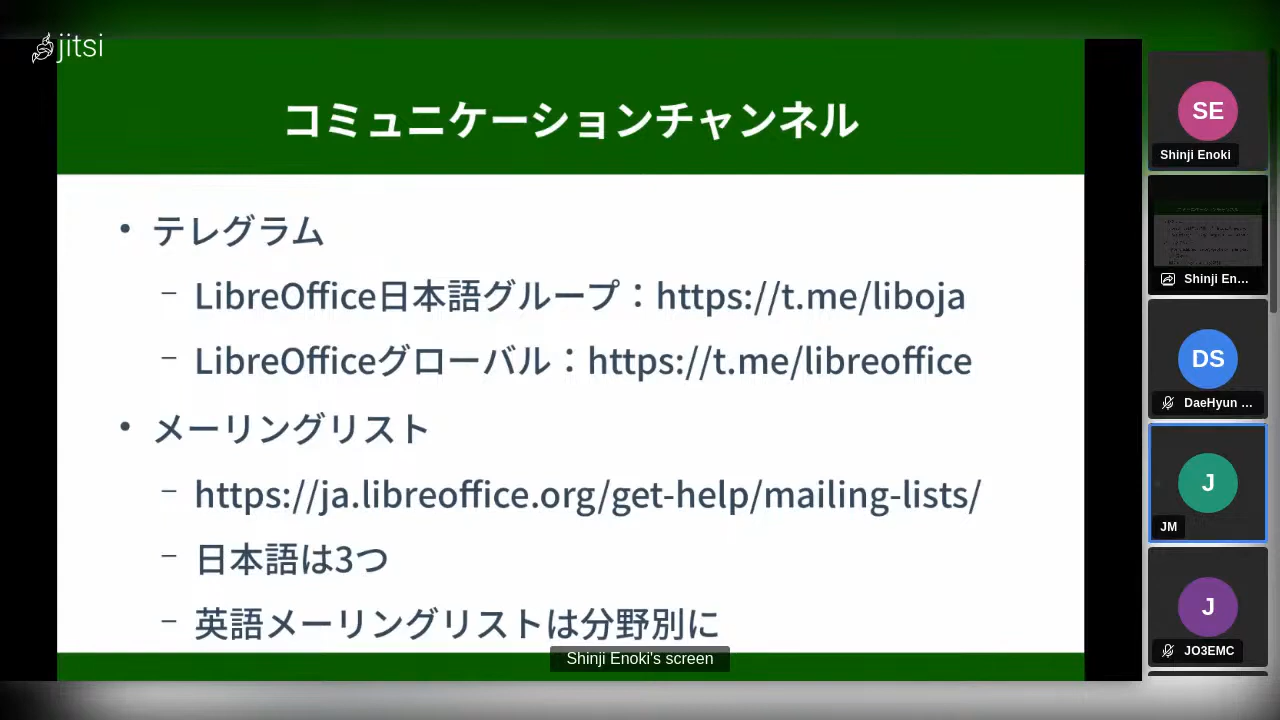 jitsi
コミュニケーションチャンネル
• テレグラム
– LibreOffice日本語グループ：https://t.me/liboja
– LibreOfficeグローバル：https://t.me/libreoffice
• メーリングリスト
– https://ja.libreoffice.org/get-help/mailing-lists/
– 日本語は3つ
– 英語メーリングリストは分野別に
Shinji Enoki's screen
SE
Shinji Enoki
Shinji En...
DS
DaeHyun ...
J
JM
J
JO3EMC